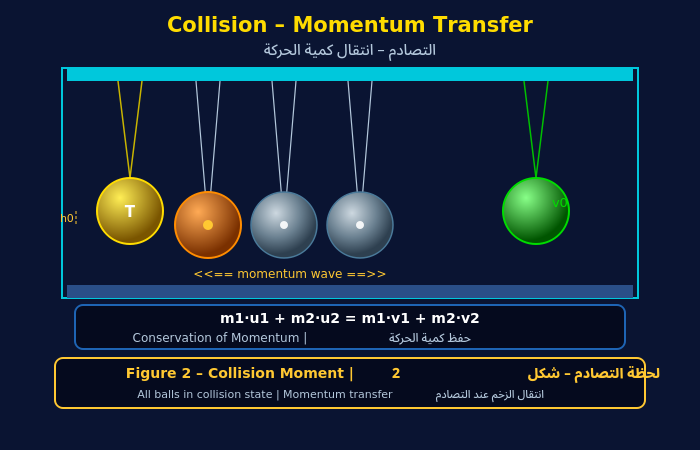 Collision – Momentum Transfer
التصادم – انتقال كمية الحركة
T
h0
v0
<<== momentum wave ==>>
m1·u1 + m2·u2 = m1·v1 + m2·v2
Conservation of Momentum | حفظ كمية الحركة
Figure 2 – Collision Moment | 2 لحظة التصادم – شكل
All balls in collision state | Momentum transfer انتقال الزخم عند التصادم